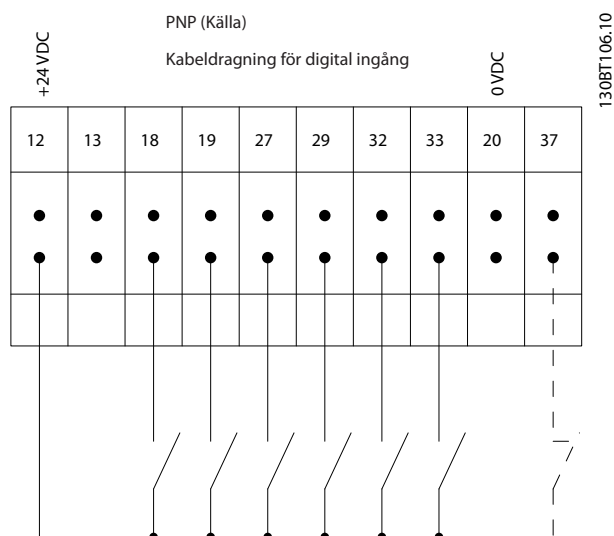 PNP (Källa)
Kabeldragning för digital ingång
+24 VDC
0 VDC
130BT106.10
12 13 18 19 27 29 32 33 20 37